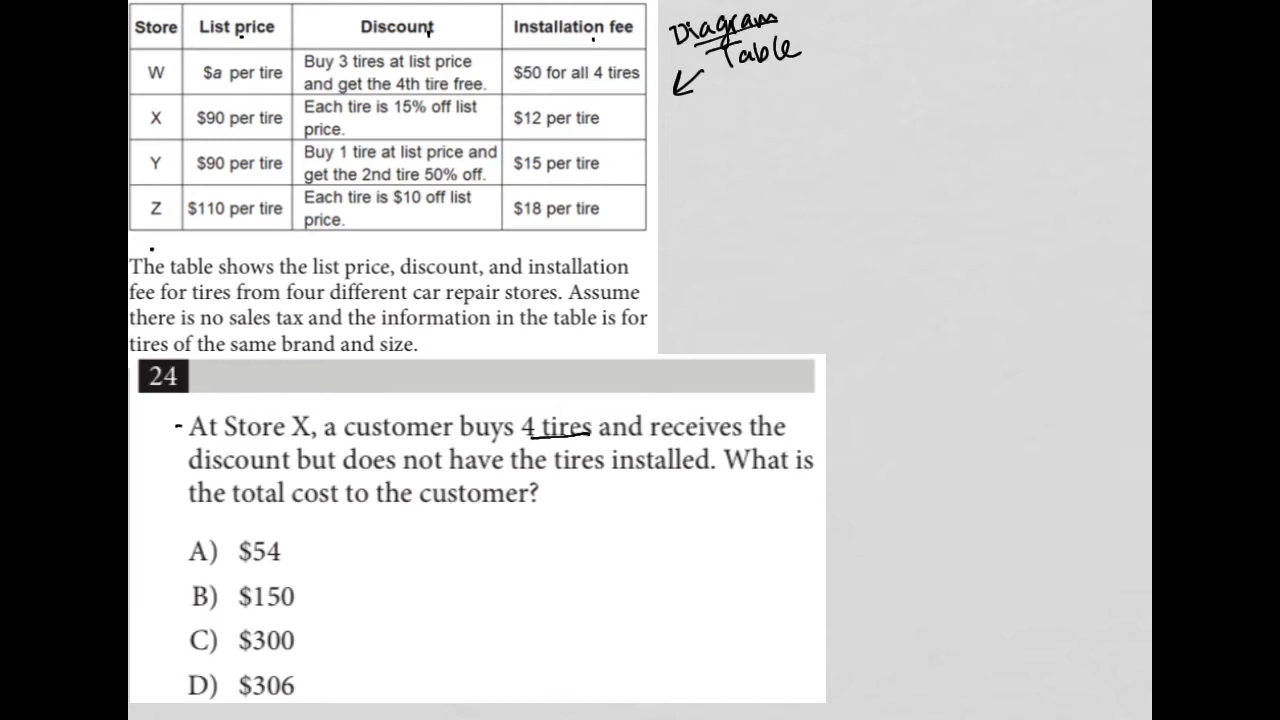 Store List price Discount Installation fee
W $a per tire Buy 3 tires at list price and get the 4th tire free. $50 for all 4 tires
X $90 per tire Each tire is 15% off list price. $12 per tire
Y $90 per tire Buy 1 tire at list price and get the 2nd tire 50% off. $15 per tire
Z $110 per tire Each tire is $10 off list price. $18 per tire
Diagram
Table
The table shows the list price, discount, and installation
fee for tires from four different car repair stores. Assume
there is no sales tax and the information in the table is for
tires of the same brand and size.
24
At Store X, a customer buys 4 tires and receives the
discount but does not have the tires installed. What is
the total cost to the customer?
A) $54
B) $150
C) $300
D) $306